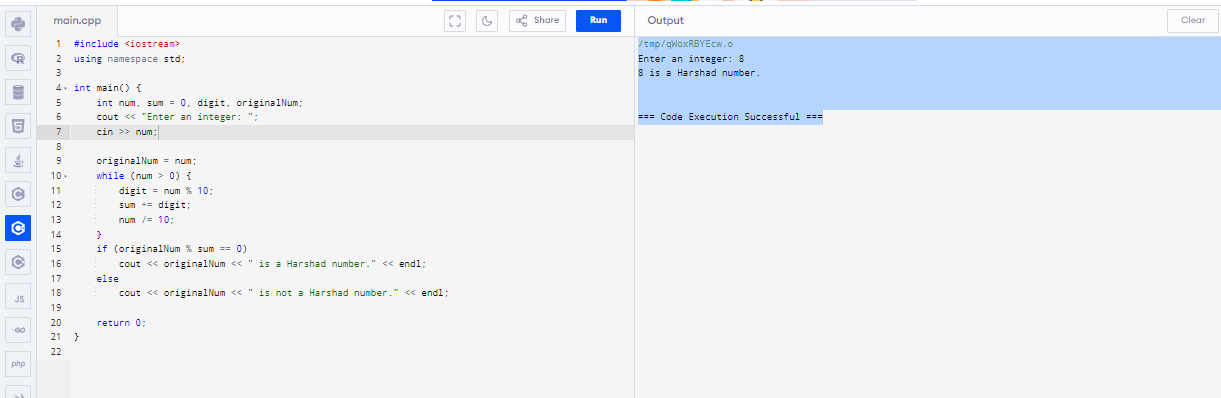 main.cpp
Share
Run
Output
Clear
1 #include <iostream>
2 using namespace std;
3
4 int main() {
5 int num, sum = 0, digit, originalNum;
6 cout << "Enter an integer: ";
7 cin >> num;
8
9 originalNum = num;
10 while (num > 0) {
11 digit = num % 10;
12 sum += digit;
13 num /= 10;
14 }
15 if (originalNum % sum == 0)
16 cout << originalNum << " is a Harshad number." << endl;
17 else
18 cout << originalNum << " is not a Harshad number." << endl;
19
20 return 0;
21 }
22
/tmp/qWoxRBYEcw.o
Enter an integer: 8
8 is a Harshad number.
=== Code Execution Successful ===
R
5
C
C
C
JS
GO
php